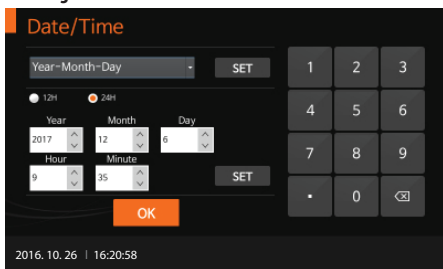 Date/Time
Year-Month-Day
SET
12H
24H
Year Month Day
2017 12 6
Hour Minute
9 35
SET
OK
1 2 3
4 5 6
7 8 9
. 0
2016. 10. 26 | 16:20:58